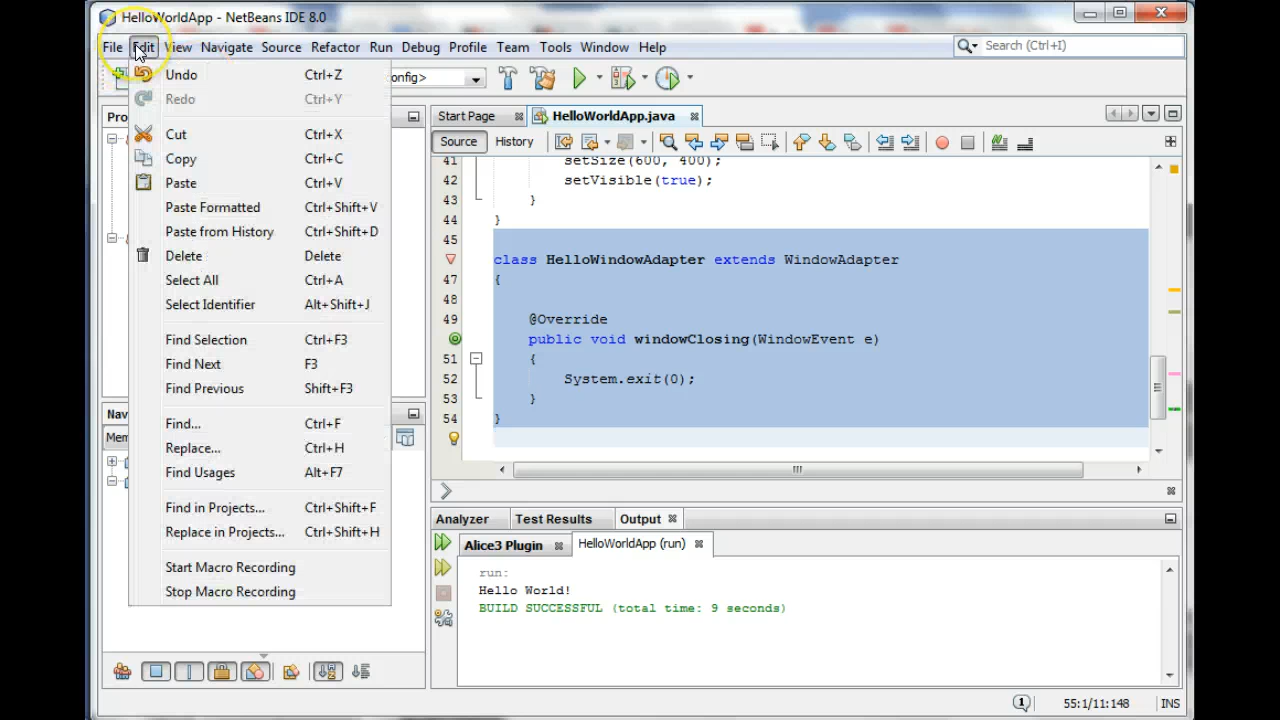 HelloWorldApp - NetBeans IDE 8.0
File Edit View Navigate Source Refactor Run Debug Profile Team Tools Window Help
Search (Ctrl+I)
Undo Ctrl+Z
Redo Ctrl+Y
Cut Ctrl+X
Copy Ctrl+C
Paste Ctrl+V
Paste Formatted Ctrl+Shift+V
Paste from History Ctrl+Shift+D
Delete Delete
Select All Ctrl+A
Select Identifier Alt+Shift+J
Find Selection Ctrl+F3
Find Next F3
Find Previous Shift+F3
Find... Ctrl+F
Replace... Ctrl+H
Find Usages Alt+F7
Find in Projects... Ctrl+Shift+F
Replace in Projects... Ctrl+Shift+H
Start Macro Recording
Stop Macro Recording
onfig>
Pro
Nav
Mem
Start Page HelloWorldApp.java
Source History
41 setSize(600, 400);
42 setVisible(true);
43 }
44 }
45
class HelloWindowAdapter extends WindowAdapter
47 {
48
49 @Override
public void windowClosing(WindowEvent e)
51 {
52 System.exit(0);
53 }
54 }
Analyzer Test Results Output
Alice3 Plugin HelloWorldApp (run)
run:
Hello World!
BUILD SUCCESSFUL (total time: 9 seconds)
1 55:1/11:148 INS